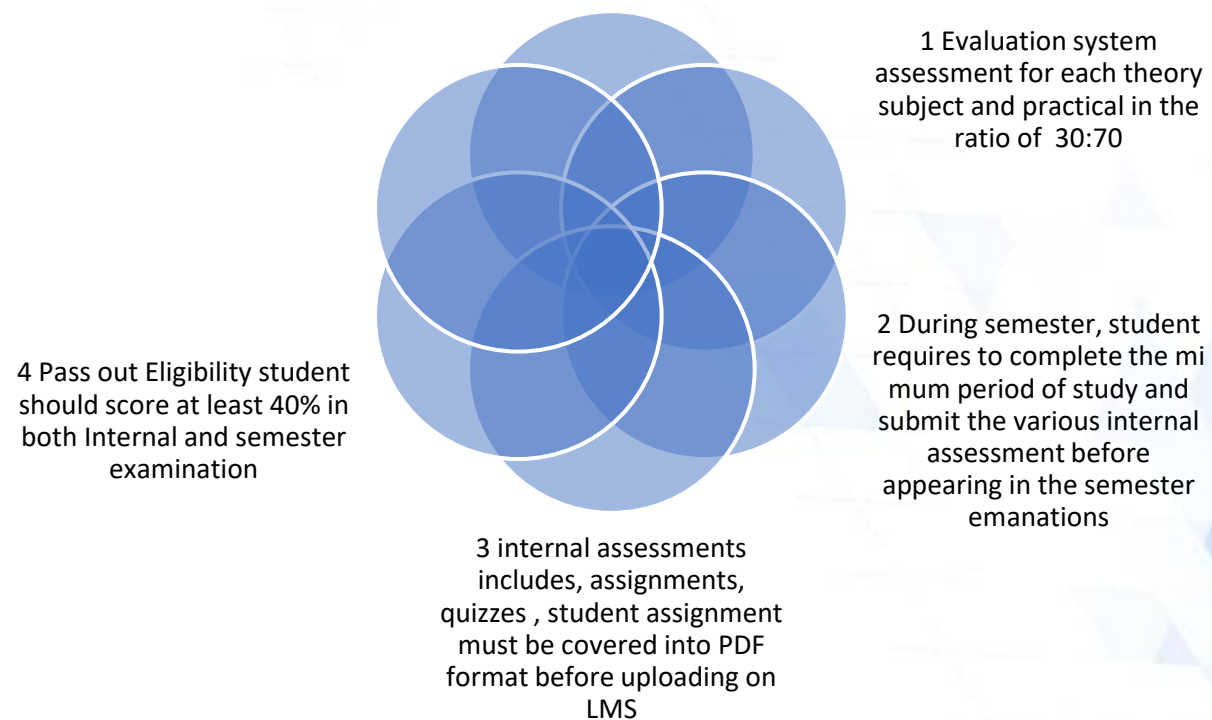 1 Evaluation system
assessment for each theory
subject and practical in the
ratio of 30:70
2 During semester, student
requires to complete the mi
mum period of study and
submit the various internal
assessment before
appearing in the semester
emanations
3 internal assessments
includes, assignments,
quizzes , student assignment
must be covered into PDF
format before uploading on
LMS
4 Pass out Eligibility student
should score at least 40% in
both Internal and semester
examination